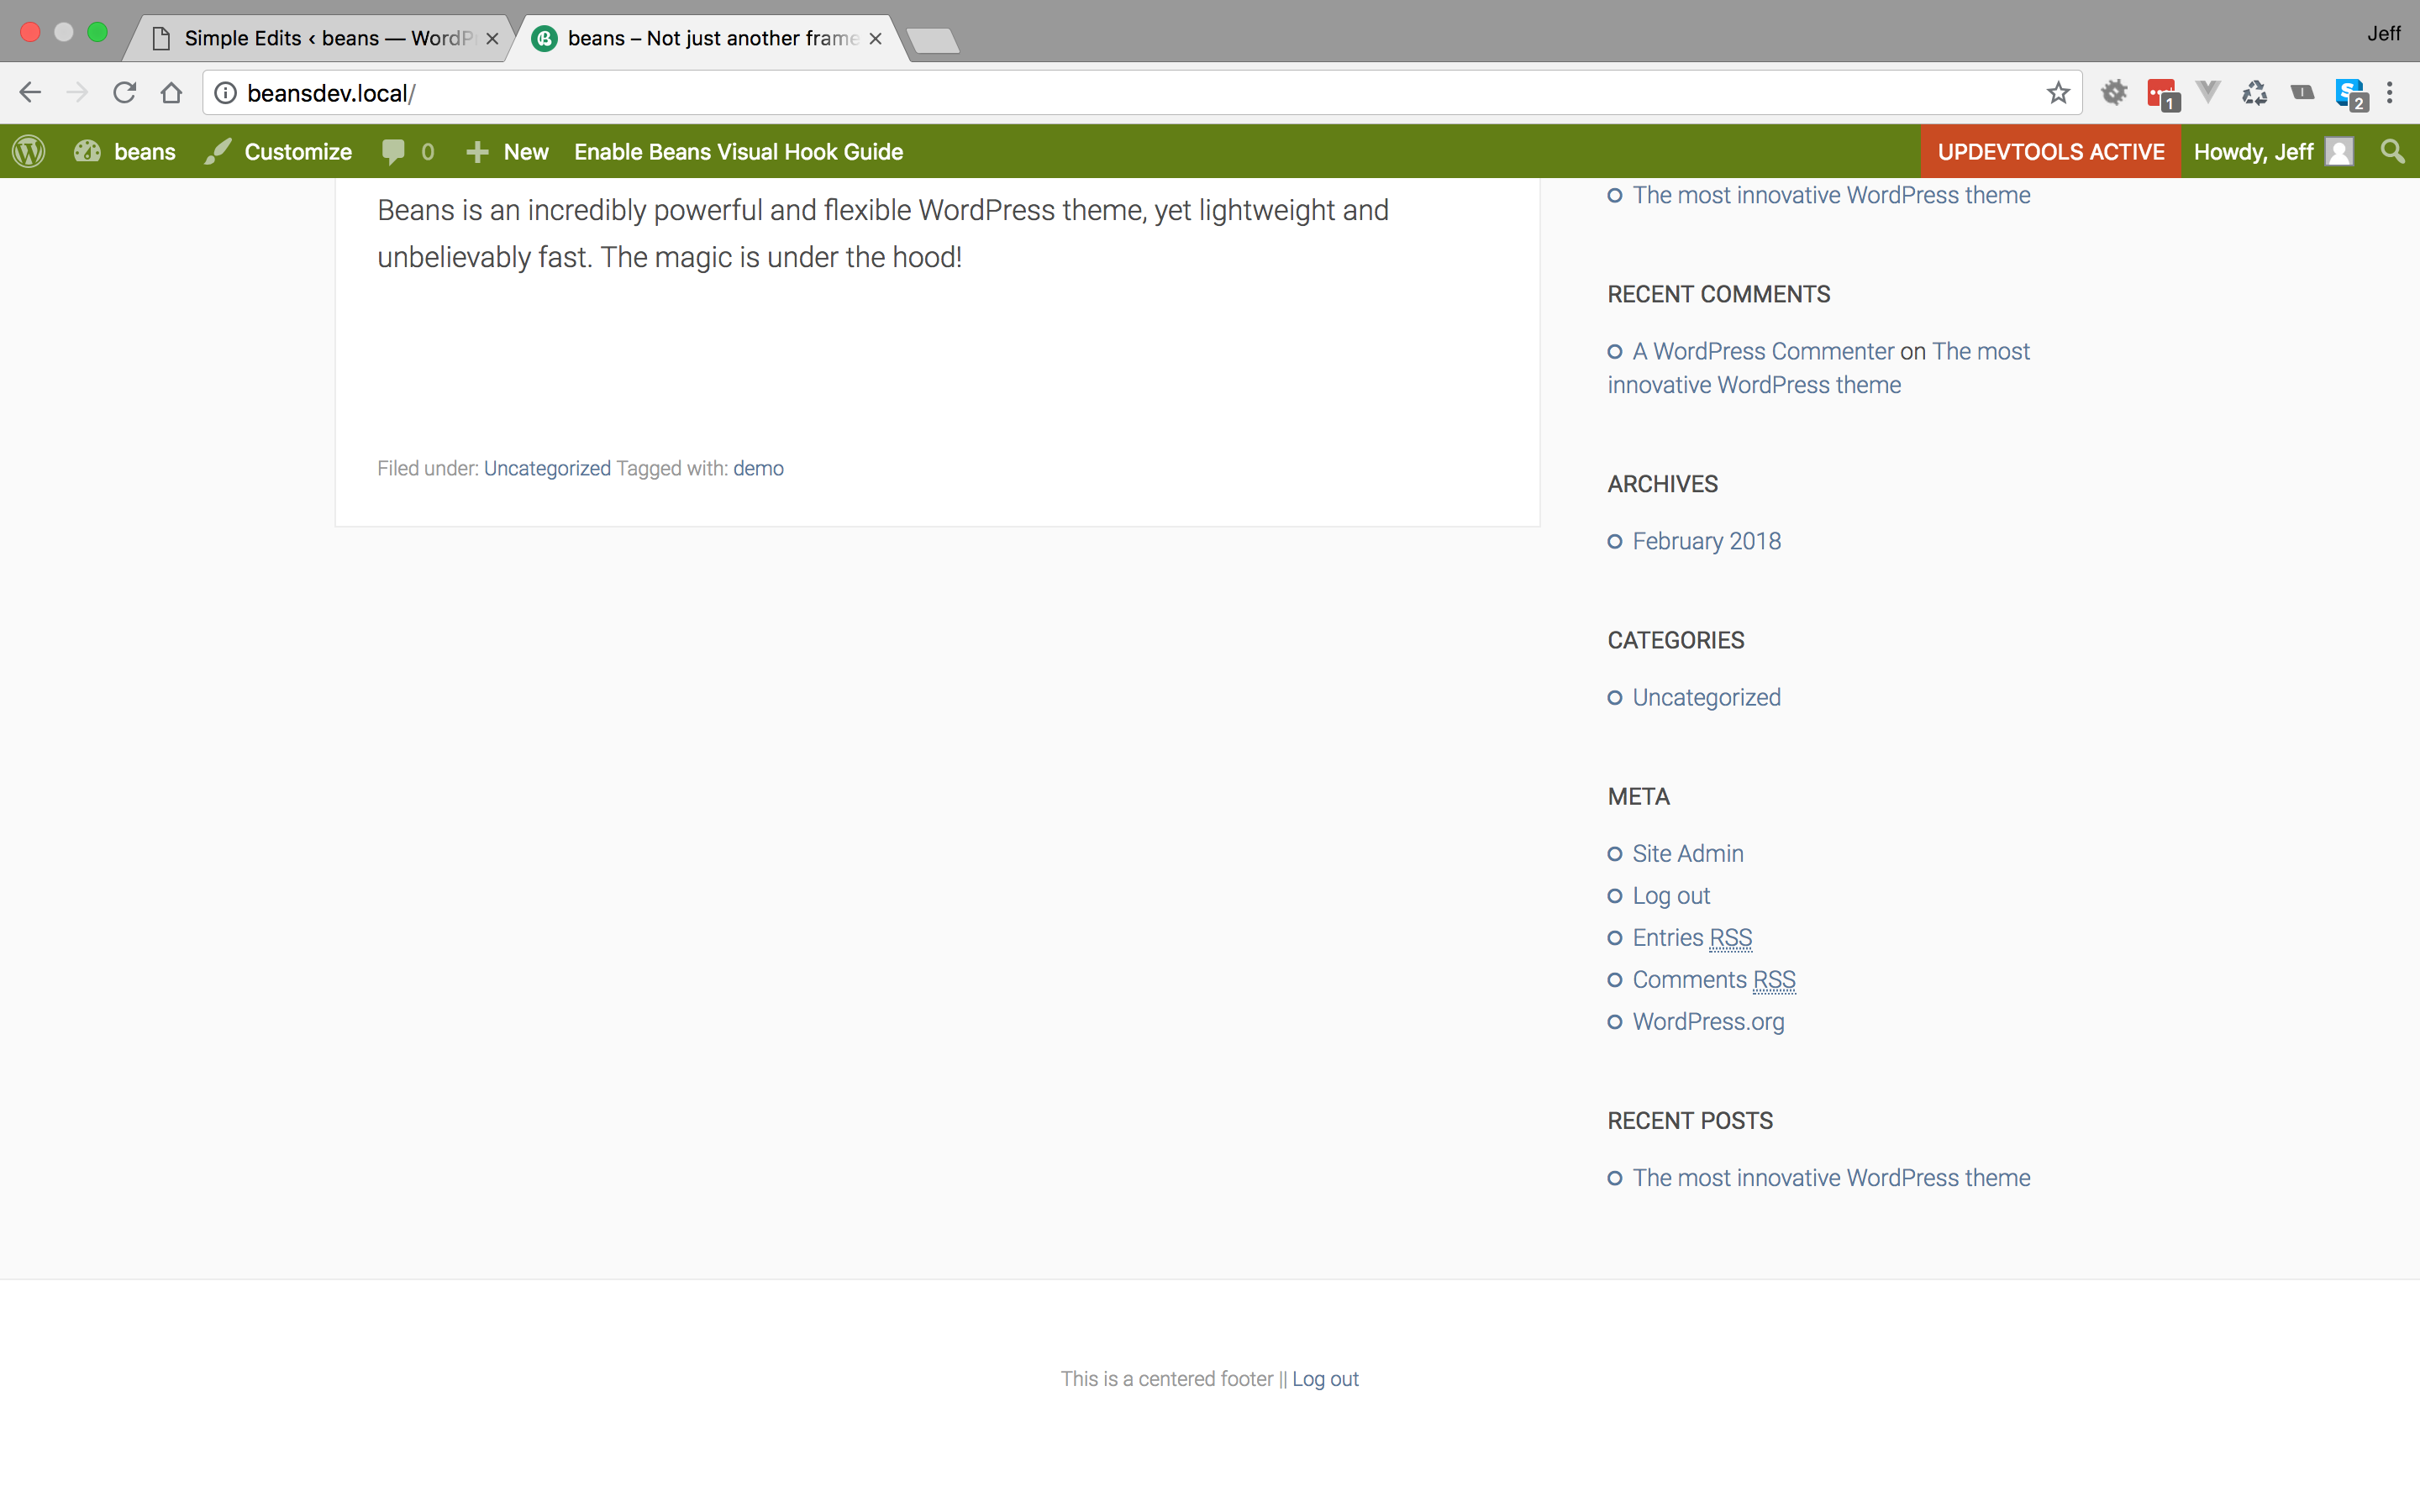 Simple Edits ‹ beans — WordP
beans – Not just another frame
Jeff
beansdev.local/
1
2
beans
Customize
0
New
Enable Beans Visual Hook Guide
UPDEVTOOLS ACTIVE
Howdy, Jeff
Beans is an incredibly powerful and flexible WordPress theme, yet lightweight and
unbelievably fast. The magic is under the hood!
Filed under: Uncategorized Tagged with: demo
The most innovative WordPress theme
RECENT COMMENTS
A WordPress Commenter on The most
innovative WordPress theme
ARCHIVES
February 2018
CATEGORIES
Uncategorized
META
Site Admin
Log out
Entries RSS
Comments RSS
WordPress.org
RECENT POSTS
The most innovative WordPress theme
This is a centered footer || Log out